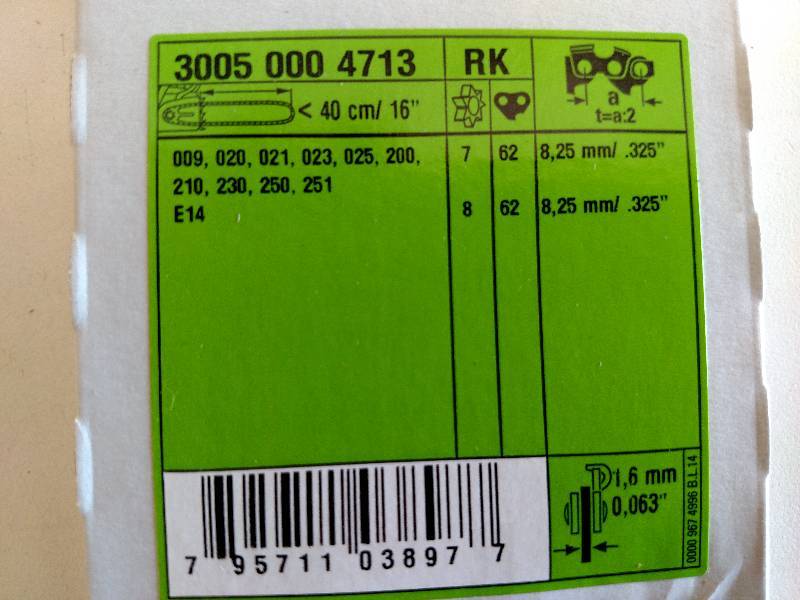 3005 000 4713 RK
< 40 cm/ 16" a
t=a:2
009, 020, 021, 023, 025, 200, 7 62 8,25 mm/ .325"
210, 230, 250, 251
E14 8 62 8,25 mm/ .325"
1,6 mm
0,063"
0000 967 4996 B.L.14
7 95711 03897 7